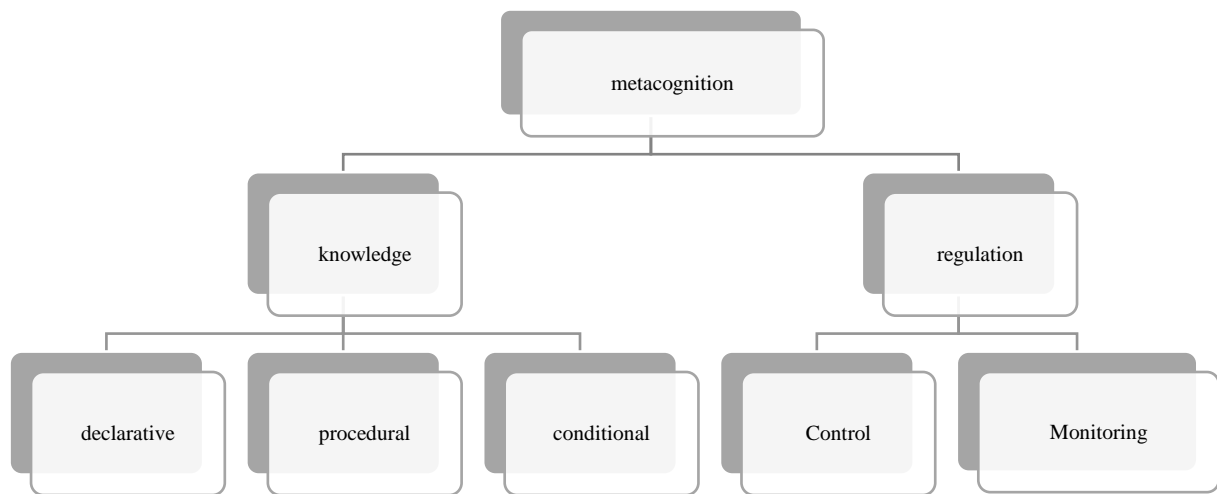 metacognition
knowledge
regulation
declarative
procedural
conditional
Control
Monitoring